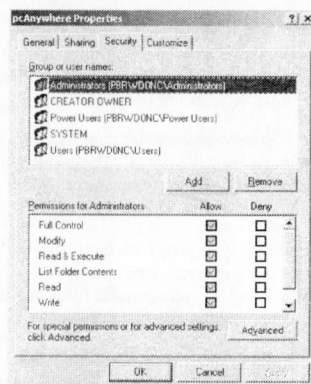 pcAnywhere Properties
General Sharing Security Customize
Group or user names:
Administrators (PBRWD0NC\Administrators)
CREATOR OWNER
Power Users (PBRWD0NC\Power Users)
SYSTEM
Users (PBRWD0NC\Users)
Add... Remove
Permissions for Administrators Allow Deny
Full Control
Modify
Read & Execute
List Folder Contents
Read
Write
For special permissions or for advanced settings, Advanced
click Advanced.
OK Cancel Apply